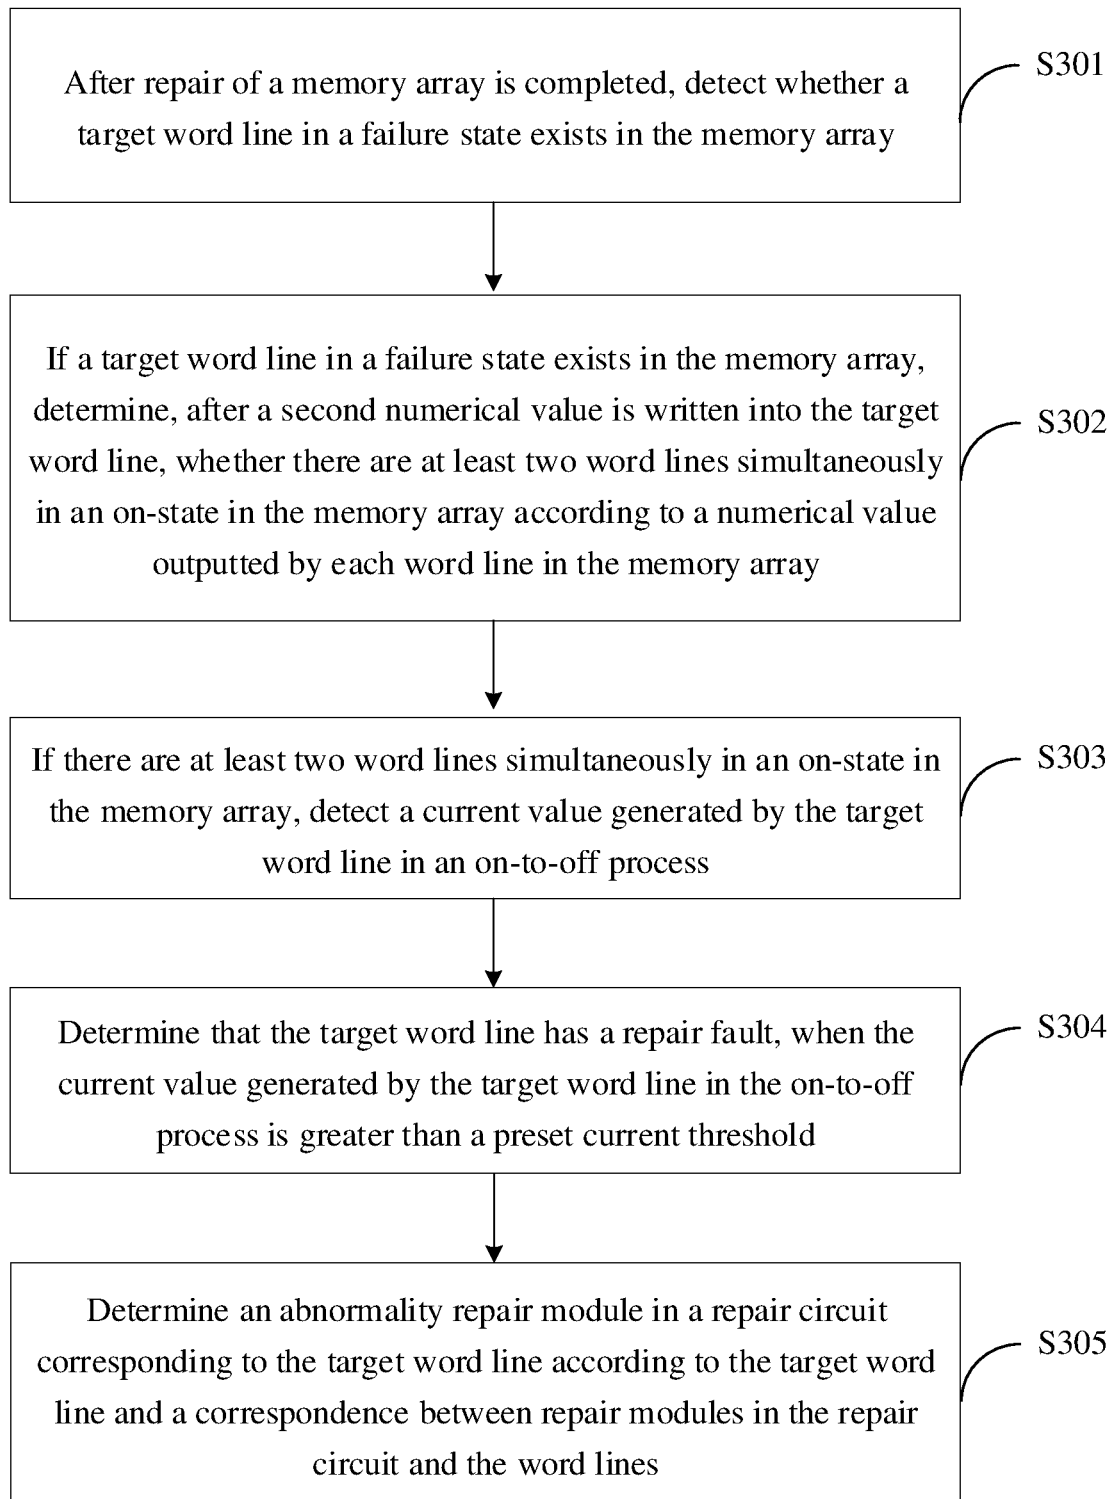 After repair of a memory array is completed, detect whether a
target word line in a failure state exists in the memory array
S301
If a target word line in a failure state exists in the memory array,
determine, after a second numerical value is written into the target
word line, whether there are at least two word lines simultaneously
in an on-state in the memory array according to a numerical value
outputted by each word line in the memory array
S302
If there are at least two word lines simultaneously in an on-state in
the memory array, detect a current value generated by the target
word line in an on-to-off process
S303
Determine that the target word line has a repair fault, when the
current value generated by the target word line in the on-to-off
process is greater than a preset current threshold
S304
Determine an abnormality repair module in a repair circuit
corresponding to the target word line according to the target word
line and a correspondence between repair modules in the repair
circuit and the word lines
S305